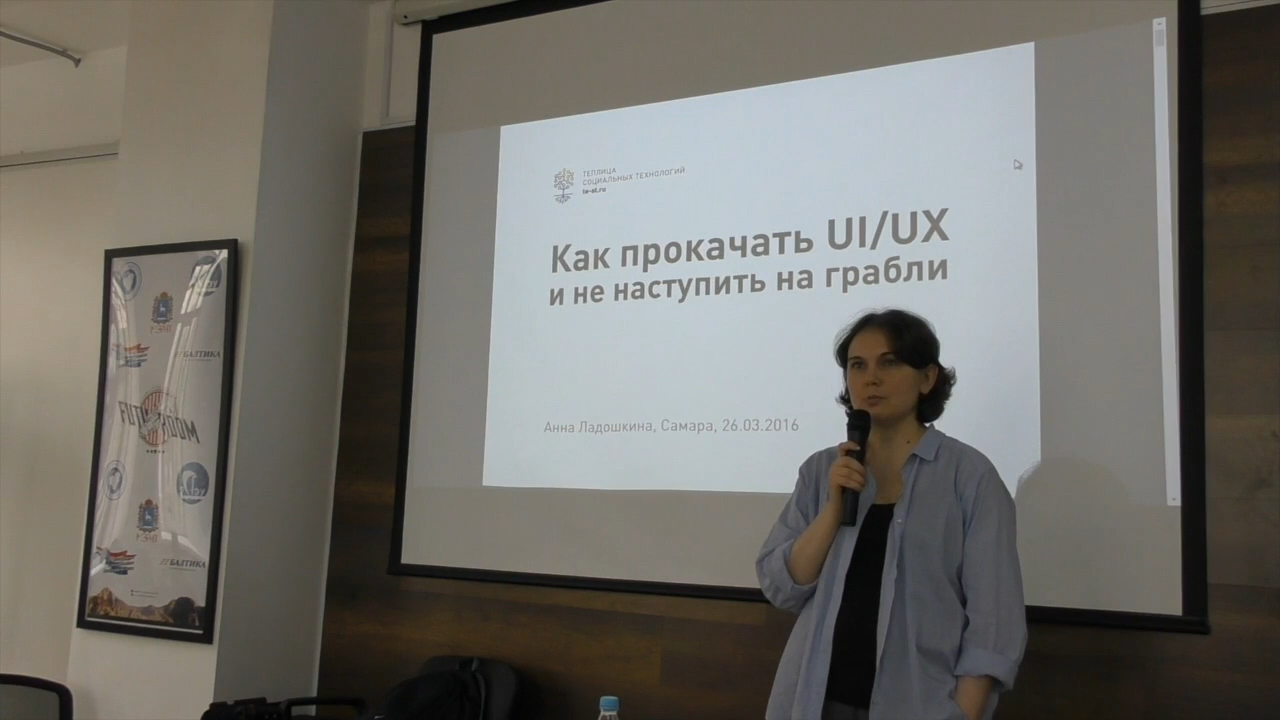 ТЕПЛИЦА
СОЦИАЛЬНЫХ ТЕХНОЛОГИЙ
te-st.ru
Как прокачать UI/UX
и не наступить на грабли
Анна Ладошкина, Самара, 26.03.2016
БАЛТИКА
БАЛТИКА